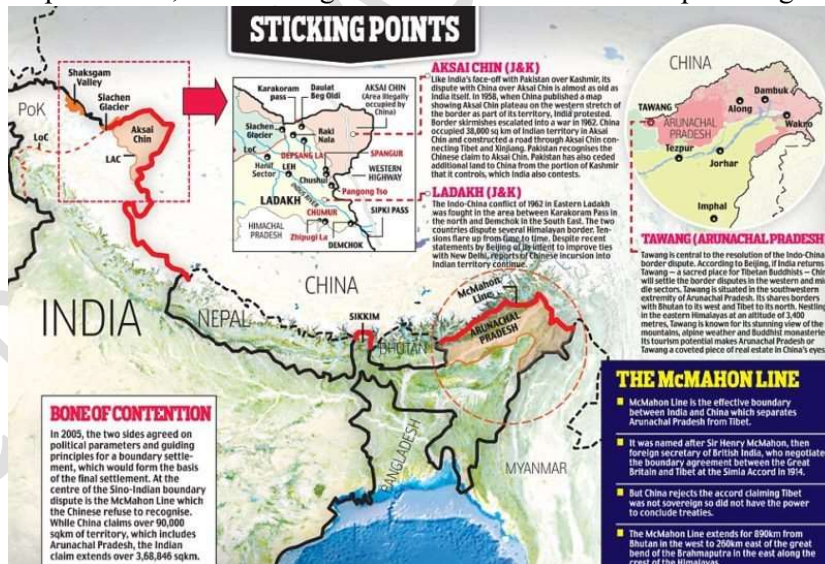 STICKING POINTS
Shaksgam
Valley
Siachen
Glacier
PoK
LoC
Aksai
Chin
LAC
Karakoram
pass
Daulat
Beg Oldi
AKSAI CHIN
(Area illegally
occupied by
China)
Siachen
Glacier
Raki
Nala
LoC
DEPSANG LA
SPANGUR
Hanif
Sector
LEH
Chushul
WESTERN
HIGHWAY
INDUS RIVER
Pangong Tso
LADAKH
CHUMUR
SIPKI PASS
HIMACHAL
PRADESH
Zhipugi La
DEMCHOK
AKSAI CHIN (J&K)
Like India's face-off with Pakistan over Kashmir, its
dispute with China over Aksai Chin is almost as old as
India itself. In 1958, when China published a map
showing Aksai Chin plateau on the western stretch of
the border as part of its territory, India protested.
Border skirmishes escalated into a war in 1962. China
occupied 38,000 sq km of Indian territory in Aksai
Chin and constructed a road through Aksai Chin con-
necting Tibet and Xinjiang. Pakistan recognises the
Chinese claim to Aksai Chin. Pakistan has also ceded
additional land to China from the portion of Kashmir
that it controls, which India also contests.
LADAKH (J&K)
The Indo-China conflict of 1962 in Eastern Ladakh
was fought in the area between Karakoram Pass in
the north and Demchok in the South East. The two
countries dispute several Himalayan border. Ten-
sions flare up from time to time. Despite recent
statements by Beijing of its intent to improve ties
with New Delhi, reports of Chinese incursion into
Indian territory continue.
CHINA
TAWANG
ARUNACHAL
PRADESH
Along
Dambuk
Wakro
Tezpur
Jorhar
Imphal
TAWANG (ARUNACHAL PRADESH)
Tawang is central to the resolution of the Indo-China
border dispute. According to Beijing, if India returns
Tawang — a sacred place for Tibetan Buddhists — Chin
will settle the border disputes in the western and mid
dle sectors. Tawang is situated in the southwestern
extremity of Arunachal Pradesh. Its shares borders
with Bhutan to its west and Tibet to its north. Nestling
in the eastern Himalayas at an altitude of 3,400
metres, Tawang is known for its stunning view of the
mountains, alpine weather and Buddhist monasterie
Its tourism potential makes Arunachal Pradesh or
Tawang a coveted piece of real estate in China's eyes
CHINA
INDIA
NEPAL
SIKKIM
BHUTAN
McMahon
Line
ARUNACHAL
PRADESH
BANGLADESH
MYANMAR
BONE OF CONTENTION
In 2005, the two sides agreed on
political parameters and guiding
principles for a boundary settle-
ment, which would form the basis
of the final settlement. At the
centre of the Sino-Indian boundary
dispute is the McMahon Line which
the Chinese refuse to recognise.
While China claims over 90,000
sqkm of territory, which includes
Arunachal Pradesh, the Indian
claim extends over 3,68,846 sqkm.
THE McMAHON LINE
McMahon Line is the effective boundary
between India and China which separates
Arunachal Pradesh from Tibet.
It was named after Sir Henry McMahon, then
foreign secretary of British India, who negotiate
the boundary agreement between the Great
Britain and Tibet at the Simla Accord in 1914.
But China rejects the accord claiming Tibet
was not sovereign so did not have the power
to conclude treaties.
The McMahon Line extends for 890km from
Bhutan in the west to 260km east of the great
bend of the Brahmaputra in the east along the
crest of the Himalayas.